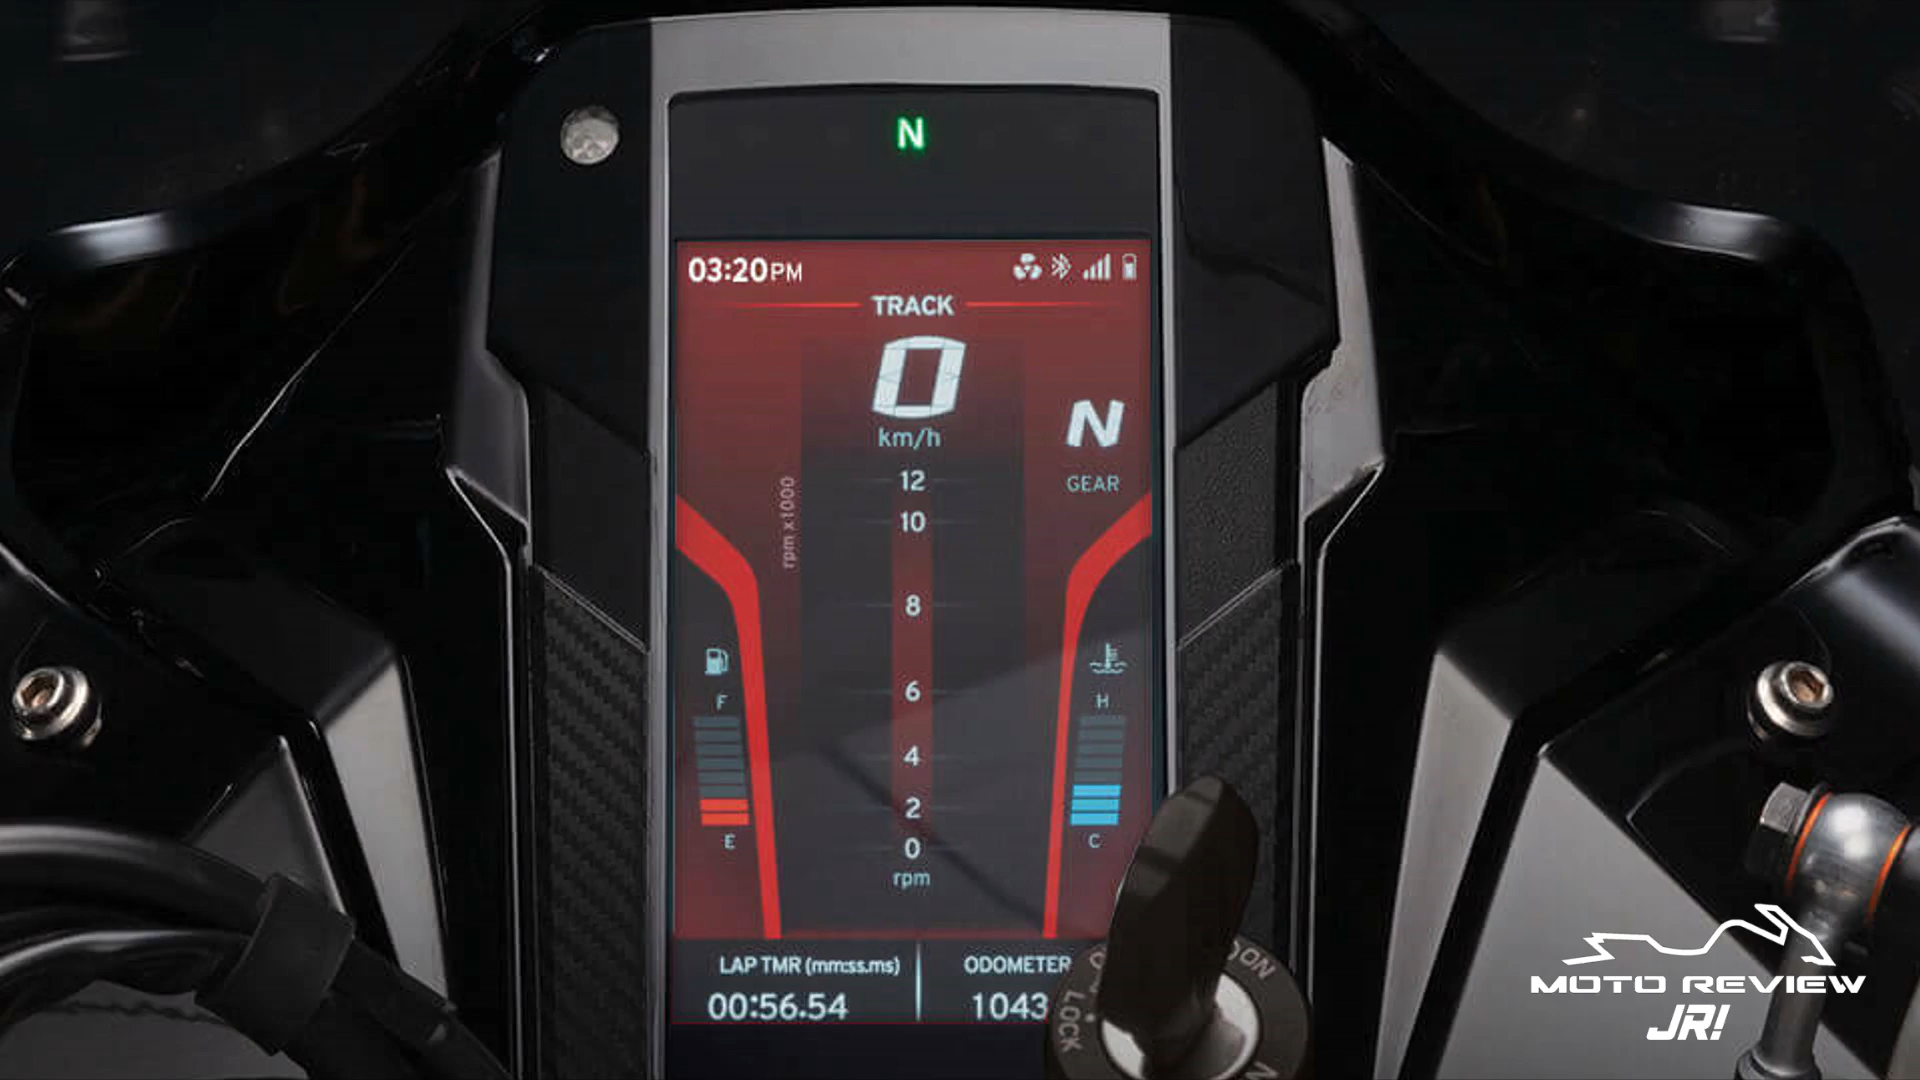 N
03:20PM
TRACK
0
km/h
N
GEAR
rpm x1000
12
10
8
6
4
2
0
rpm
F
E
H
C
LAP TMR (mm:ss.ms)
00:56.54
ODOMETER
1043
LOCK
MOTO REVIEW
JR!